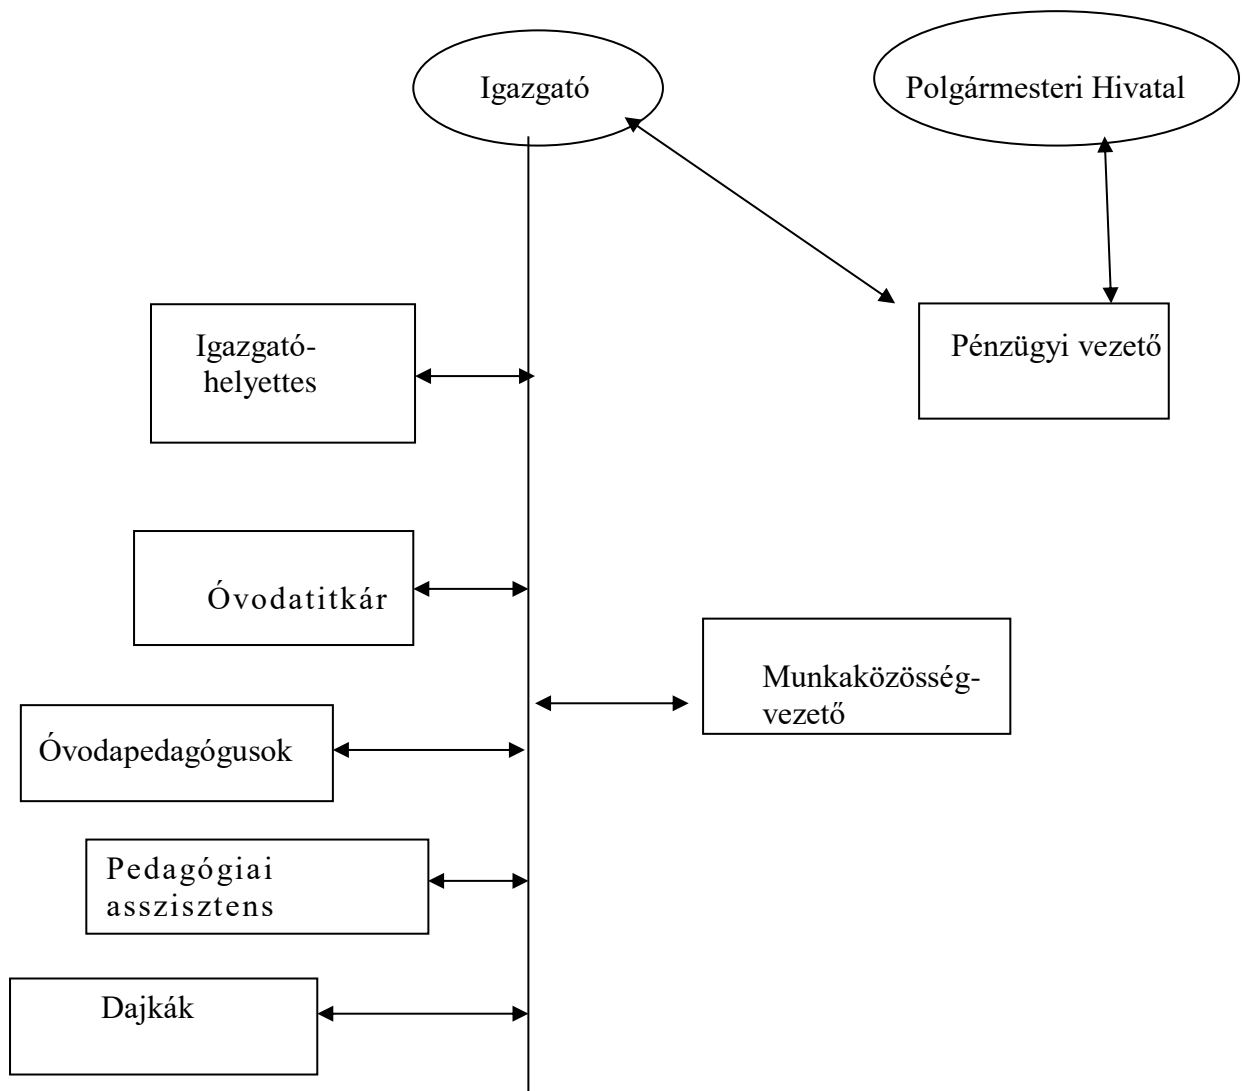 Igazgató
Polgármesteri Hivatal
Igazgató-
helyettes
Pénzügyi vezető
Óvodatitkár
Munkaközösség-
vezető
Óvodapedagógusok
Pedagógiai
asszisztens
Dajkák